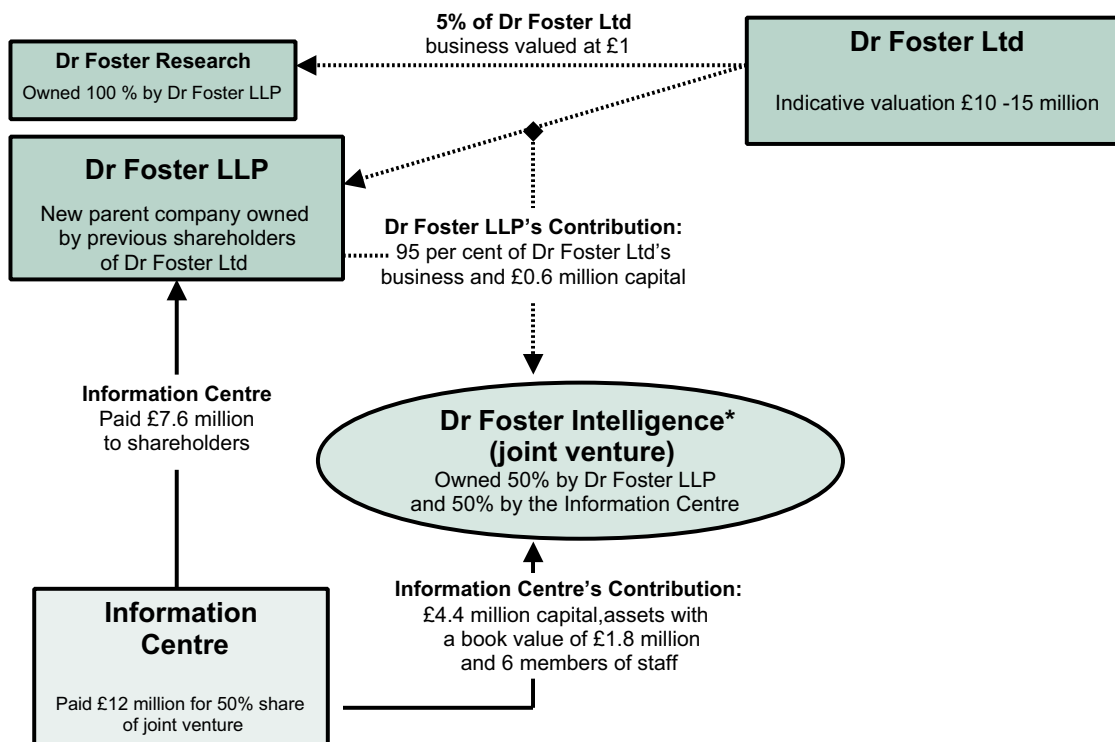 5% of Dr Foster Ltd
business valued at £1
Dr Foster Ltd
Indicative valuation £10 -15 million
Dr Foster Research
Owned 100 % by Dr Foster LLP
Dr Foster LLP
New parent company owned
by previous shareholders
of Dr Foster Ltd
Dr Foster LLP's Contribution:
95 per cent of Dr Foster Ltd's
business and £0.6 million capital
Information Centre
Paid £7.6 million
to shareholders
Dr Foster Intelligence*
(joint venture)
Owned 50% by Dr Foster LLP
and 50% by the Information Centre
Information Centre's Contribution:
£4.4 million capital,assets with
a book value of £1.8 million
and 6 members of staff
Information
Centre
Paid £12 million for 50% share
of joint venture